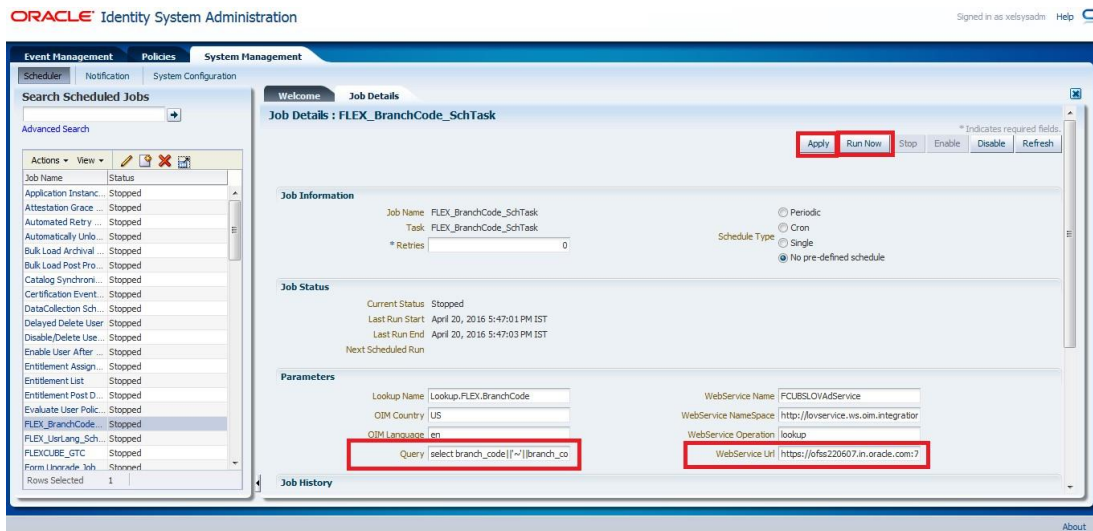 ORACLE Identity System Administration
Signed in as xelsysadm Help
Event Management Policies System Management
Scheduler Notification System Configuration
Search Scheduled Jobs
Advanced Search
Actions View
Job Name Status
Application Instanc... Stopped
Attestation Grace ... Stopped
Automated Retry ... Stopped
Automatically Unlo... Stopped
Bulk Load Archival ... Stopped
Bulk Load Post Pro... Stopped
Catalog Synchroni... Stopped
Certification Event... Stopped
DataCollection Sch... Stopped
Delayed Delete User Stopped
Disable/Delete Use... Stopped
Enable User After ... Stopped
Entitlement Assign... Stopped
Entitlement List Stopped
Entitlement Post D... Stopped
Evaluate User Polic... Stopped
FLEX_BranchCode... Stopped
FLEX_UsrLang_Sch... Stopped
FLEXCUBE_GTC Stopped
Form Upgrade Job Stopped
Rows Selected 1
Welcome Job Details
Job Details : FLEX_BranchCode_SchTask
* Indicates required fields.
Apply Run Now Stop Enable Disable Refresh
Job Information
Job Name FLEX_BranchCode_SchTask
Task FLEX_BranchCode_SchTask
* Retries 0
Schedule Type
Periodic
Cron
Single
No pre-defined schedule
Job Status
Current Status Stopped
Last Run Start April 20, 2016 5:47:01 PM IST
Last Run End April 20, 2016 5:47:03 PM IST
Next Scheduled Run
Parameters
Lookup Name Lookup.FLEX.BranchCode
OIM Country US
OIM Language en
Query select branch_code||'~'||branch_co
WebService Name FCUBSLOVAdService
WebService NameSpace http://lovservice.ws.oim.integration
WebService Operation lookup
WebService Url https://ofss220607.in.oracle.com:7
Job History
About